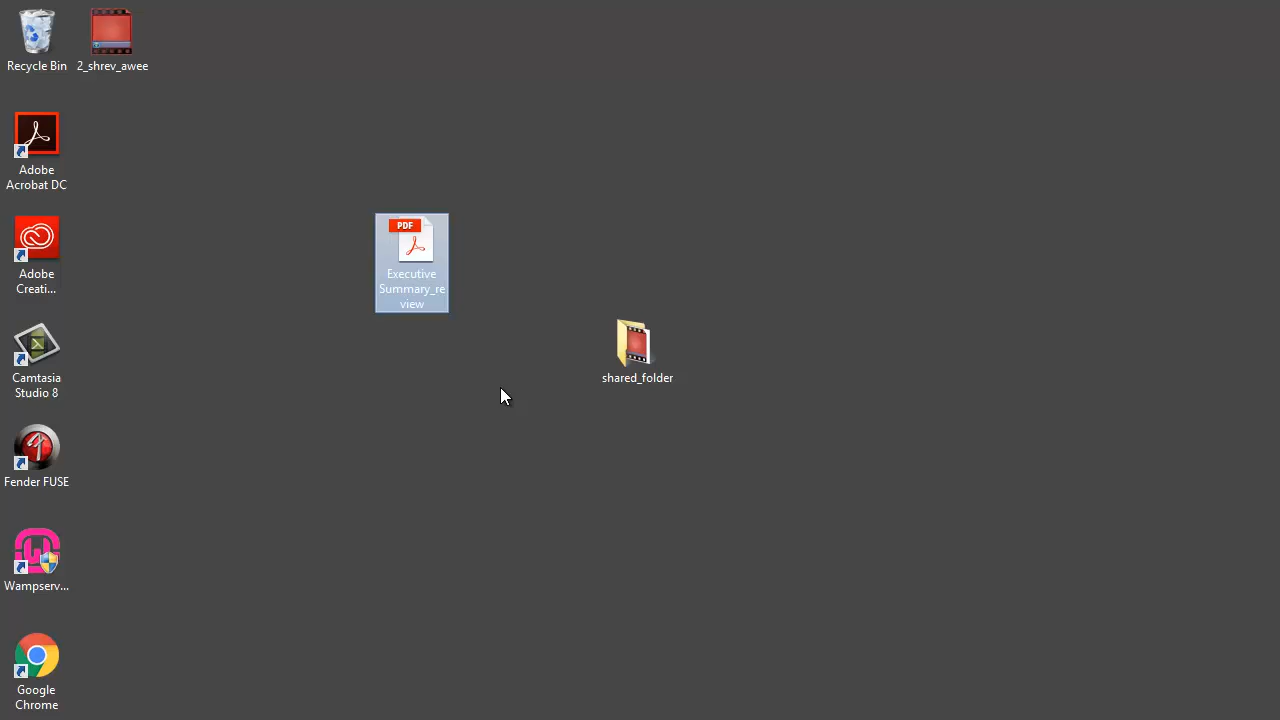 Recycle Bin
2_shrev_awee
Adobe
Acrobat DC
PDF
Executive
Summary_re
view
Adobe
Creati...
shared_folder
Camtasia
Studio 8
Fender FUSE
Wampserv...
Google
Chrome